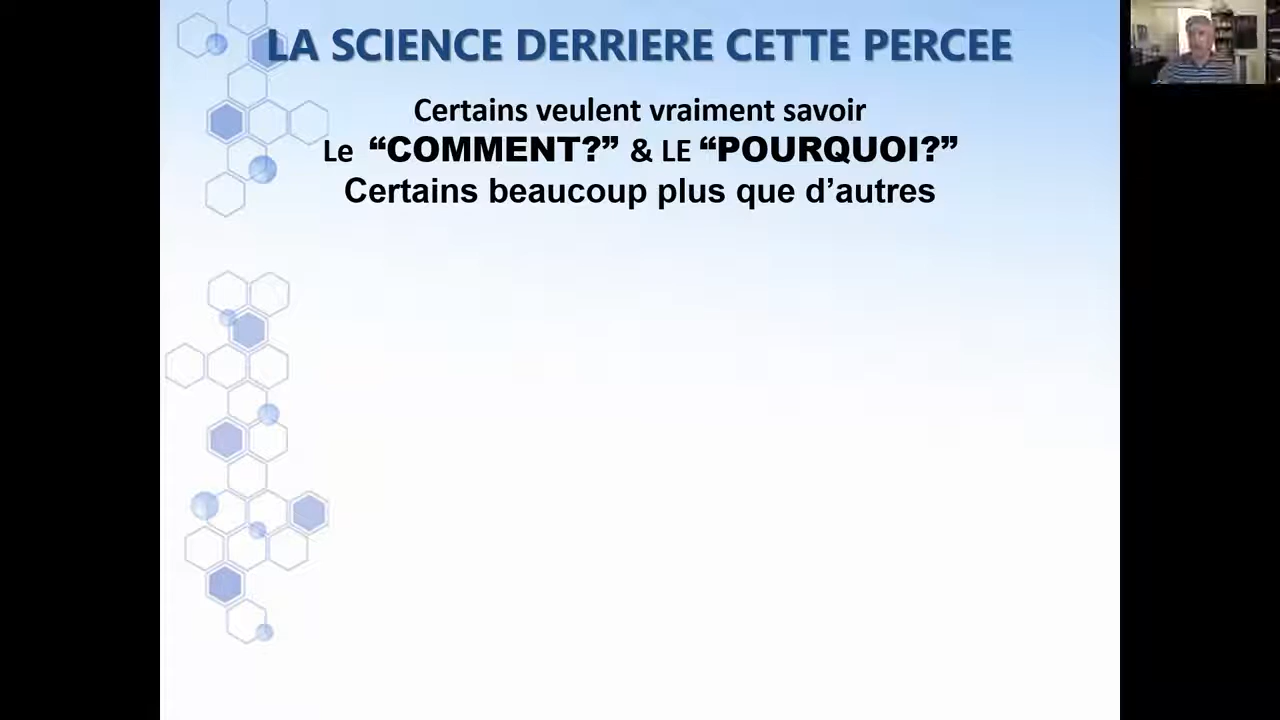 LA SCIENCE DERRIERE CETTE PERCEE
Certains veulent vraiment savoir
Le “COMMENT?” & LE “POURQUOI?”
Certains beaucoup plus que d’autres